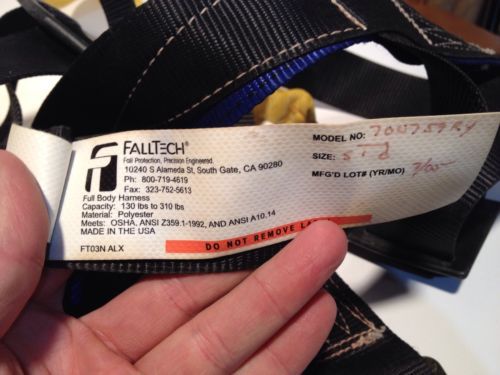 FALLTECH®
Fall Protection, Precision Engineered.
10240 S Alameda St, South Gate, CA 90280
Ph: 800-719-4619
Fax: 323-752-5613
Full Body Harness
Capacity: 130 lbs to 310 lbs
Material: Polyester
Meets: OSHA, ANSI Z359.1-1992, AND ANSI A10.14
MADE IN THE USA
FT03N ALX
MODEL NO:
SIZE: STD
MFG'D LOT# (YR/MO)
DO NOT REMOVE